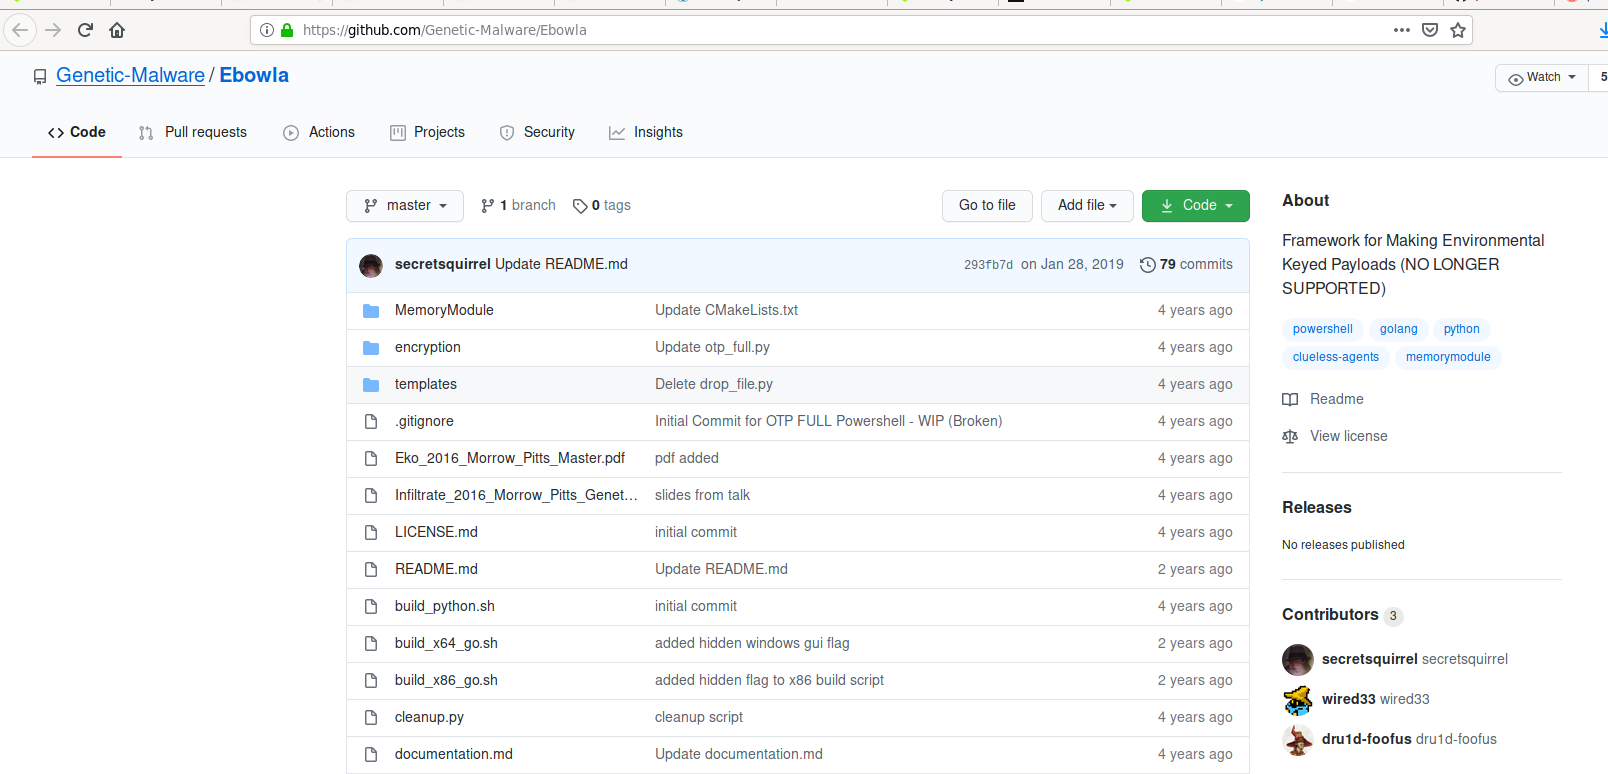 https://github.com/Genetic-Malware/Ebowla
Genetic-Malware / Ebowla
Watch
5
Code
Pull requests
Actions
Projects
Security
Insights
master
1 branch
0 tags
Go to file
Add file
Code
secretsquirrel Update README.md
293fb7d on Jan 28, 2019
79 commits
MemoryModule Update CMakeLists.txt 4 years ago
encryption Update otp_full.py 4 years ago
templates Delete drop_file.py 4 years ago
.gitignore Initial Commit for OTP FULL Powershell - WIP (Broken) 4 years ago
Eko_2016_Morrow_Pitts_Master.pdf pdf added 4 years ago
Infiltrate_2016_Morrow_Pitts_Genet... slides from talk 4 years ago
LICENSE.md initial commit 4 years ago
README.md Update README.md 2 years ago
build_python.sh initial commit 4 years ago
build_x64_go.sh added hidden windows gui flag 2 years ago
build_x86_go.sh added hidden flag to x86 build script 2 years ago
cleanup.py cleanup script 4 years ago
documentation.md Update documentation.md 4 years ago
About
Framework for Making Environmental
Keyed Payloads (NO LONGER
SUPPORTED)
powershell golang python
clueless-agents memorymodule
Readme
View license
Releases
No releases published
Contributors 3
secretsquirrel secretsquirrel
wired33 wired33
dru1d-foofus dru1d-foofus